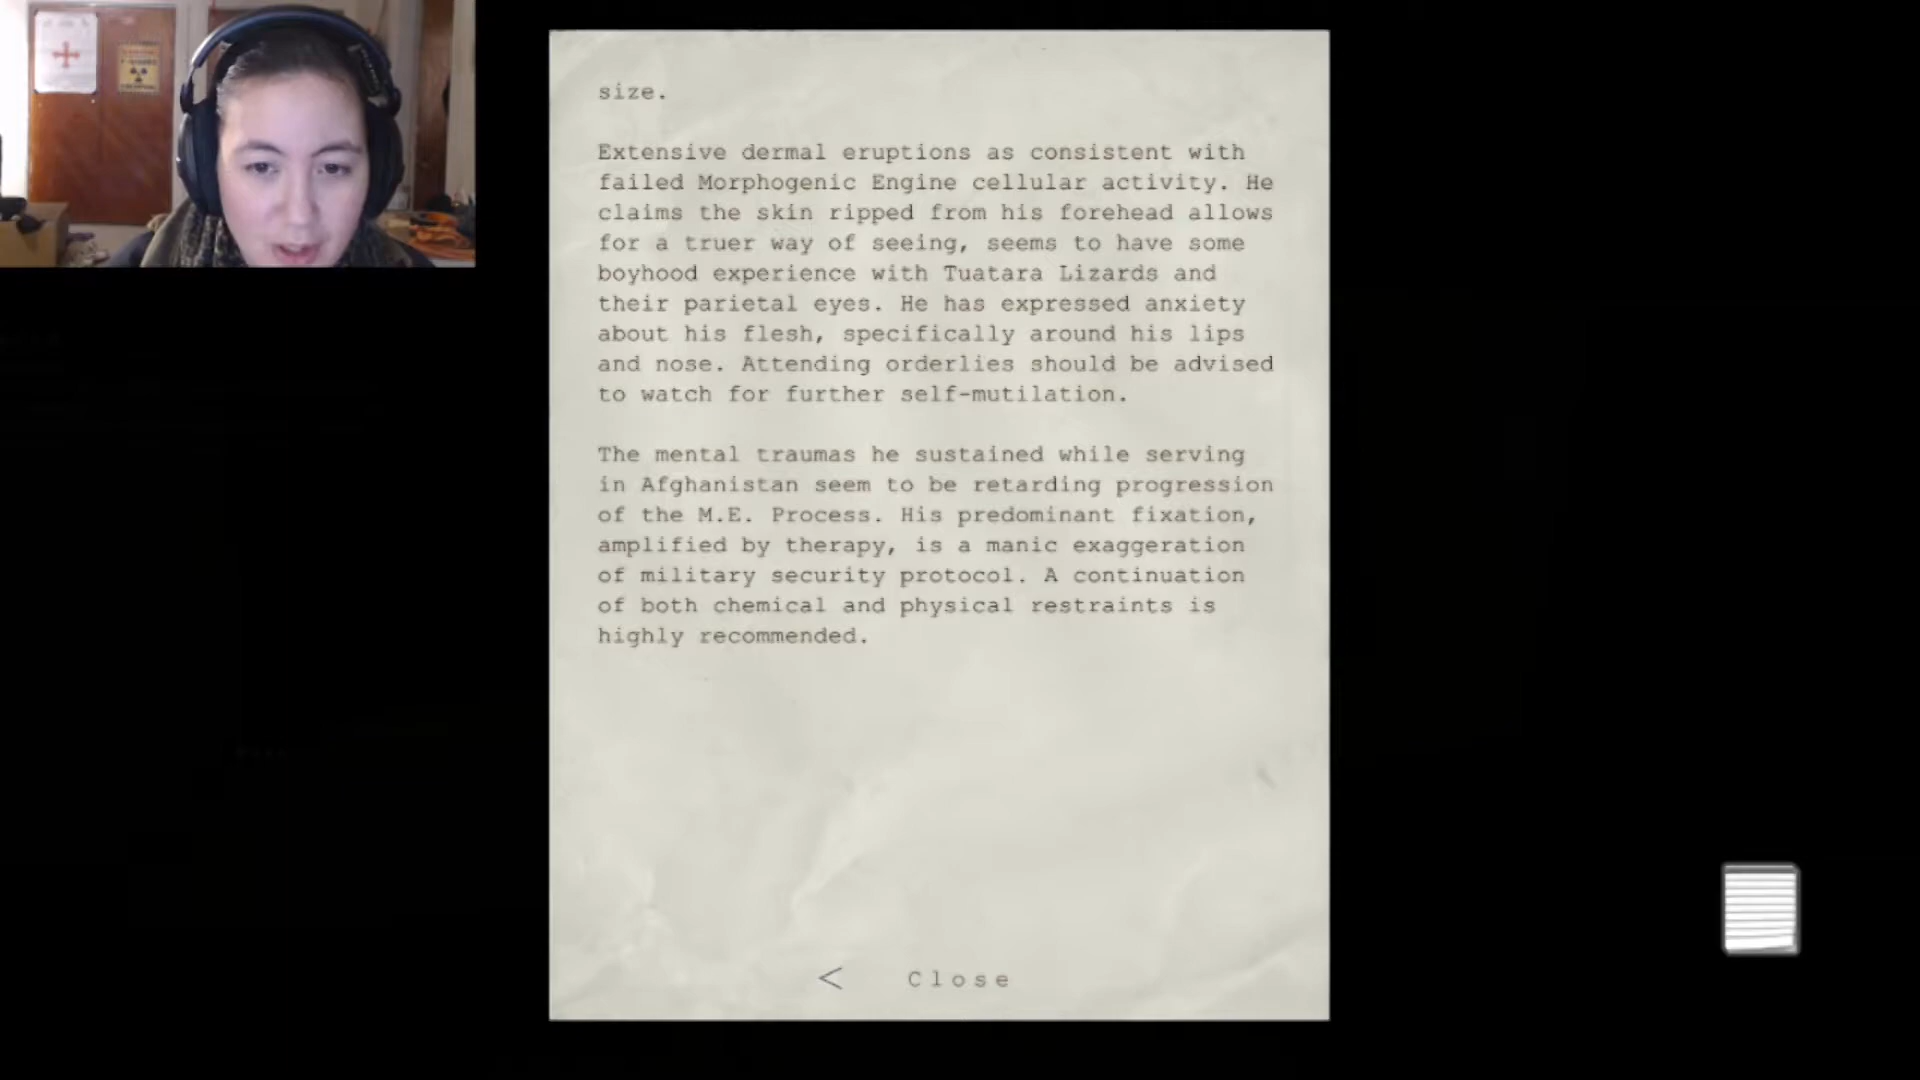 size.
Extensive dermal eruptions as consistent with
failed Morphogenic Engine cellular activity. He
claims the skin ripped from his forehead allows
for a truer way of seeing, seems to have some
boyhood experience with Tuatara Lizards and
their parietal eyes. He has expressed anxiety
about his flesh, specifically around his lips
and nose. Attending orderlies should be advised
to watch for further self-mutilation.
The mental traumas he sustained while serving
in Afghanistan seem to be retarding progression
of the M.E. Process. His predominant fixation,
amplified by therapy, is a manic exaggeration
of military security protocol. A continuation
of both chemical and physical restraints is
highly recommended.
< Close